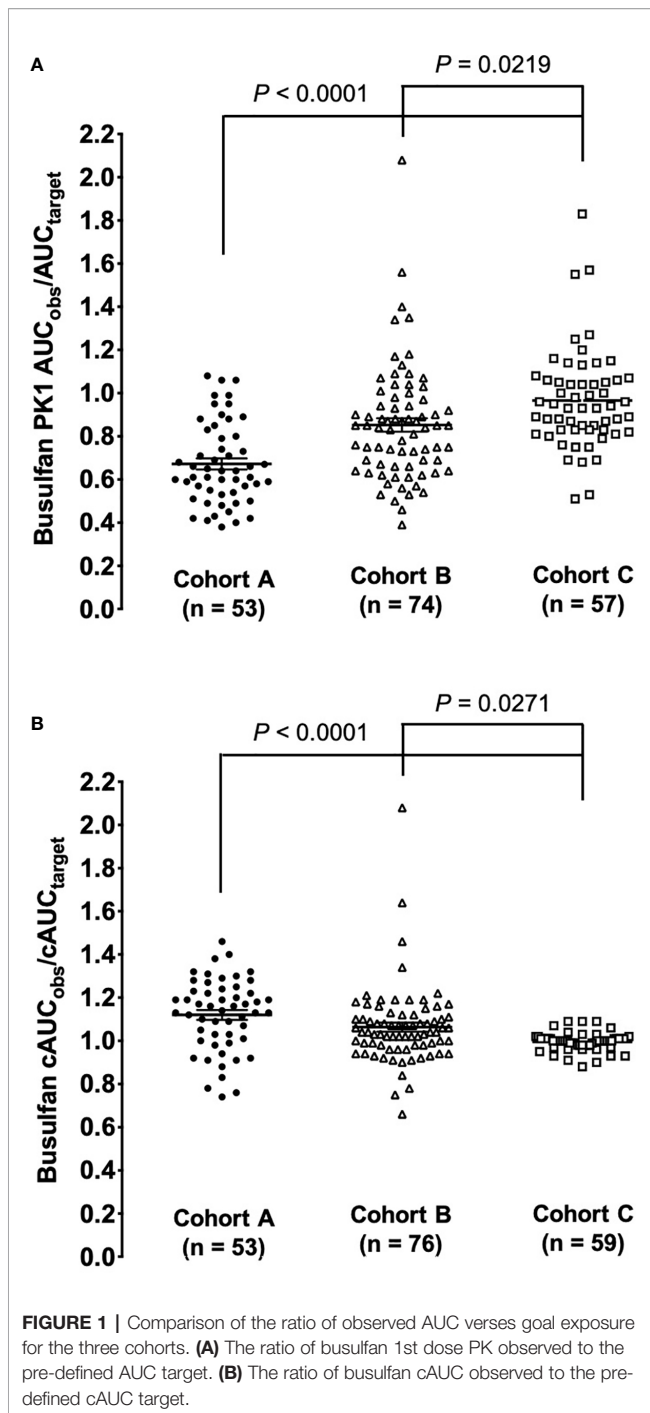 A
P = 0.0219
P < 0.0001
Busulfan PK1 AUCobs/AUCtarget
2.2
2.0
1.8
1.6
1.4
1.2
1.0
0.8
0.6
0.4
0.2
0.0
Cohort A
(n = 53)
Cohort B
(n = 74)
Cohort C
(n = 57)
B
P = 0.0271
P < 0.0001
Busulfan cAUCobs/cAUCtarget
2.2
2.0
1.8
1.6
1.4
1.2
1.0
0.8
0.6
0.4
0.2
0.0
Cohort A
(n = 53)
Cohort B
(n = 76)
Cohort C
(n = 59)
FIGURE 1 | Comparison of the ratio of observed AUC verses goal exposure
for the three cohorts. (A) The ratio of busulfan 1st dose PK observed to the
pre-defined AUC target. (B) The ratio of busulfan cAUC observed to the pre-
defined cAUC target.